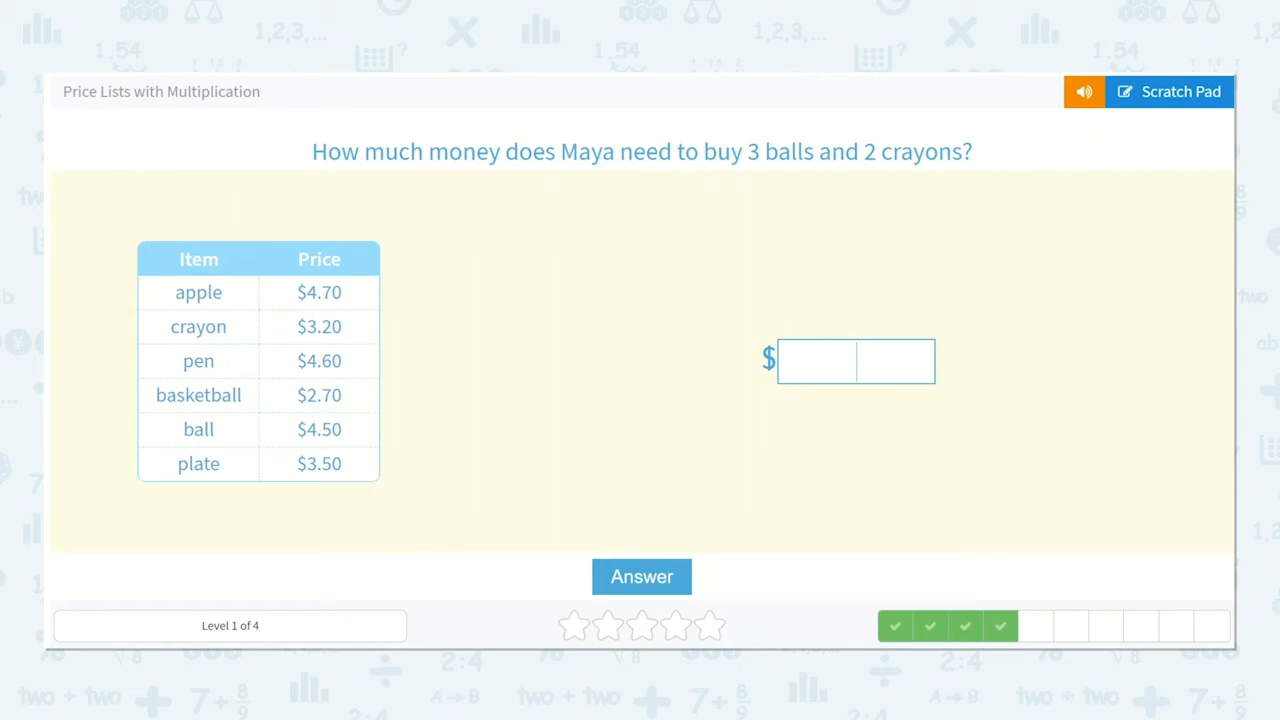 Price Lists with Multiplication
Scratch Pad
How much money does Maya need to buy 3 balls and 2 crayons?
Item Price
apple $4.70
crayon $3.20
pen $4.60
basketball $2.70
ball $4.50
plate $3.50
$
Answer
Level 1 of 4